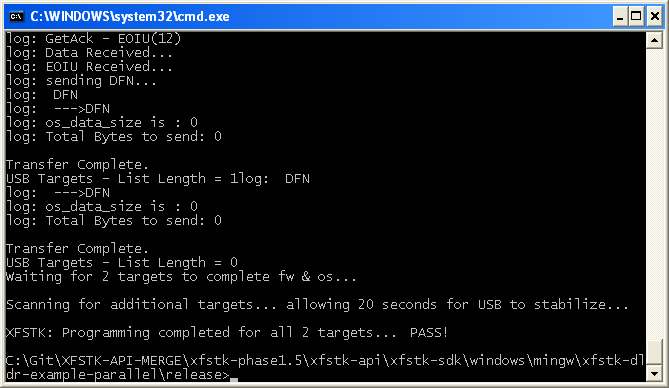 C:\WINDOWS\system32\cmd.exe
log: GetAck - EOIU(12)
log: Data Received...
log: EOIU Received...
log: sending DFN...
log:  DFN
log:  --->DFN
log: os_data_size is : 0
log: Total Bytes to send: 0
Transfer Complete.
USB Targets - List Length = 1log:  DFN
log:  --->DFN
log: os_data_size is : 0
log: Total Bytes to send: 0
Transfer Complete.
USB Targets - List Length = 0
Waiting for 2 targets to complete fw & os...
Scanning for additional targets... allowing 20 seconds for USB to stabilize...
XFSTK: Programming completed for all 2 targets...  PASS!
C:\Git\XFSTK-API-MERGE\xfstk-phase1.5\xfstk-api\xfstk-sdk\windows\mingw\xfstk-dl
dr-example-parallel\release>